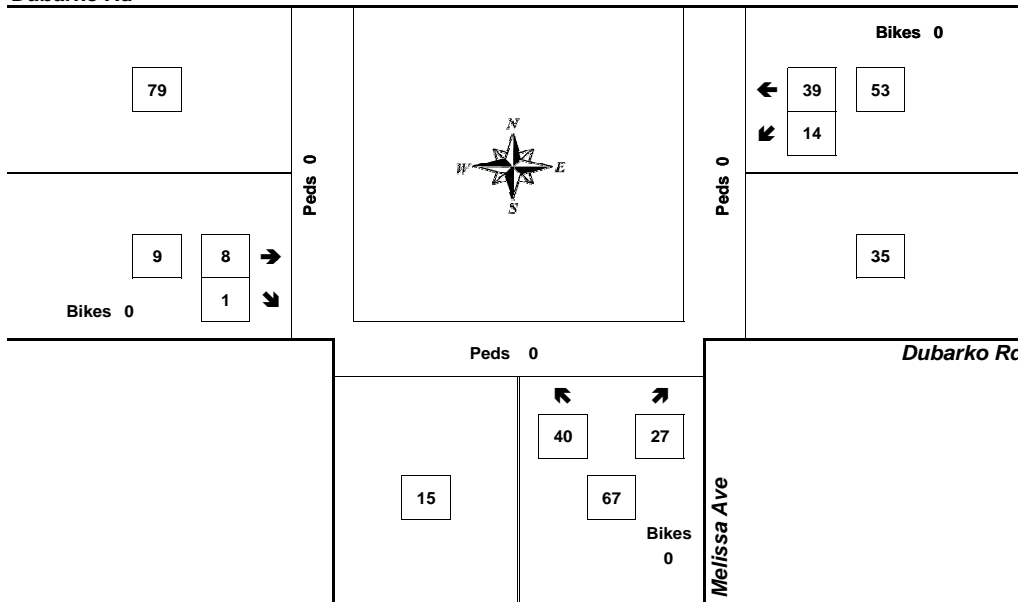 Dubarko Rd
Bikes 0
79
39 53
14
Peds 0
N
W E
S
Peds 0
9 8
1
Bikes 0
35
Peds 0
Dubarko Rd
40 27
15
67
Bikes
0
Melissa Ave